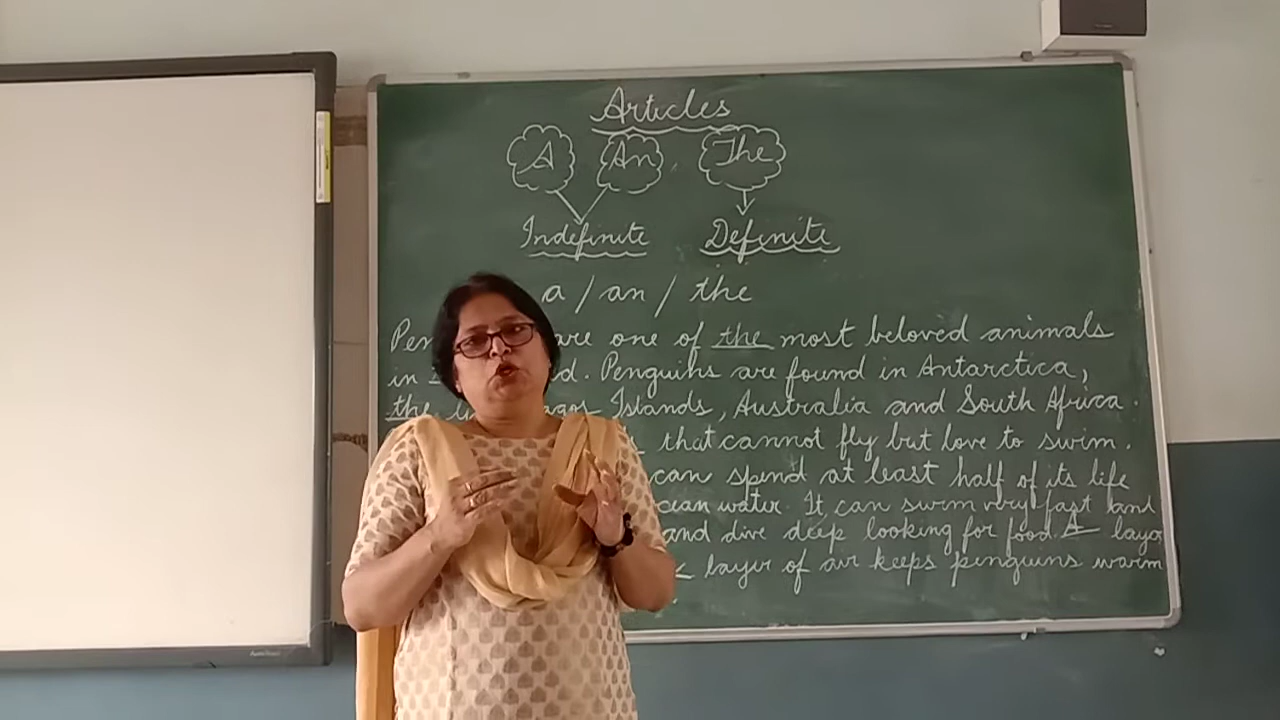 Articles
A An, The
Indefinite Definite
a / an / the
are one of the most beloved animals
in Penguins are found in Antarctica,
the Islands, Australia and South Africa.
that cannot fly but love to swim.
can spend at least half of its life
water. It can swim very fast
and dive deep looking for food. A layer
layer of air keeps penguins warm